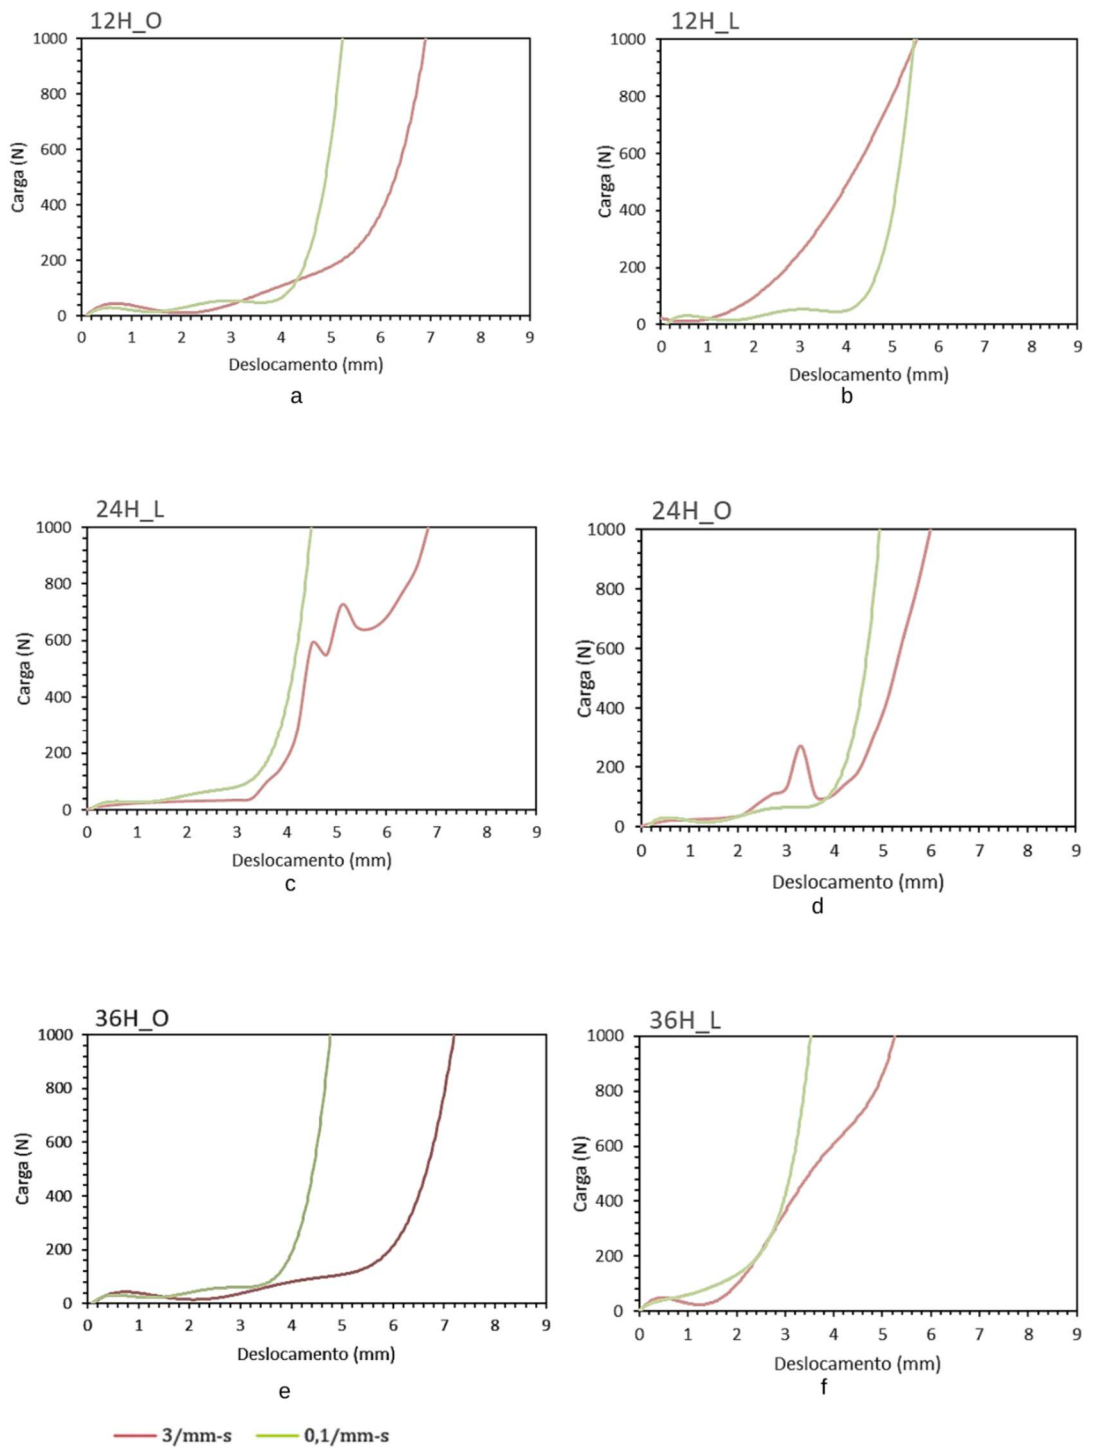 12H_O
1000
800
600
400
200
0
Carga (N)
0 1 2 3 4 5 6 7 8 9
Deslocamento (mm)
a
12H_L
1000
800
600
400
200
0
Carga (N)
0 1 2 3 4 5 6 7 8 9
Deslocamento (mm)
b
24H_L
1000
800
600
400
200
0
Carga (N)
0 1 2 3 4 5 6 7 8 9
Deslocamento (mm)
c
24H_O
1000
800
600
400
200
0
Carga (N)
0 1 2 3 4 5 6 7 8 9
Deslocamento (mm)
d
36H_O
1000
800
600
400
200
0
Carga (N)
0 1 2 3 4 5 6 7 8 9
Deslocamento (mm)
e
36H_L
1000
800
600
400
200
0
Carga (N)
0 1 2 3 4 5 6 7 8 9
Deslocamento (mm)
f
3/mm-s 0,1/mm-s